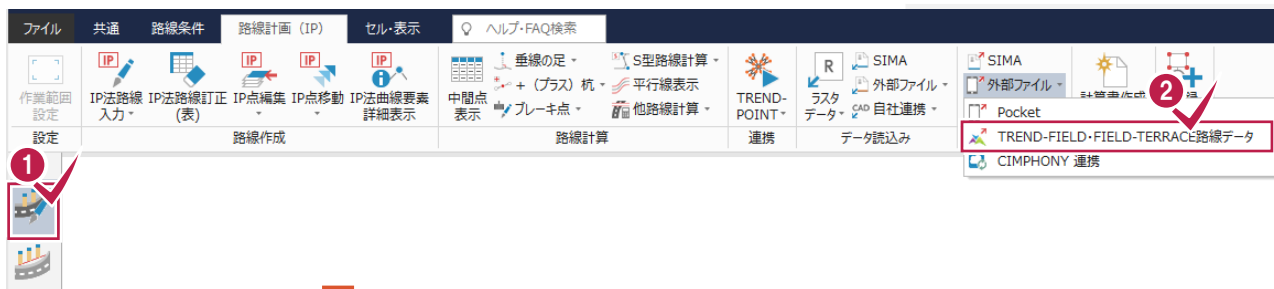 ファイル 共通 路線条件 路線計画（IP） セル・表示 ヘルプ・FAQ検索
作業範囲設定
IP法路線入力
IP法路線訂正(表)
IP点編集
IP点移動
IP法曲線要素詳細表示
中間点表示
垂線の足
+（プラス）杭
ブレーキ点
S型路線計算
平行線表示
他路線計算
TREND-POINT
R
ラスタデータ
SIMA
外部ファイル
CAD 自社連携
SIMA
外部ファイル
計算書作成
設定 路線作成 路線計算 連携 データ読込み
Pocket
TREND-FIELD・FIELD-TERRACE路線データ
CIMPHONY 連携
1
2